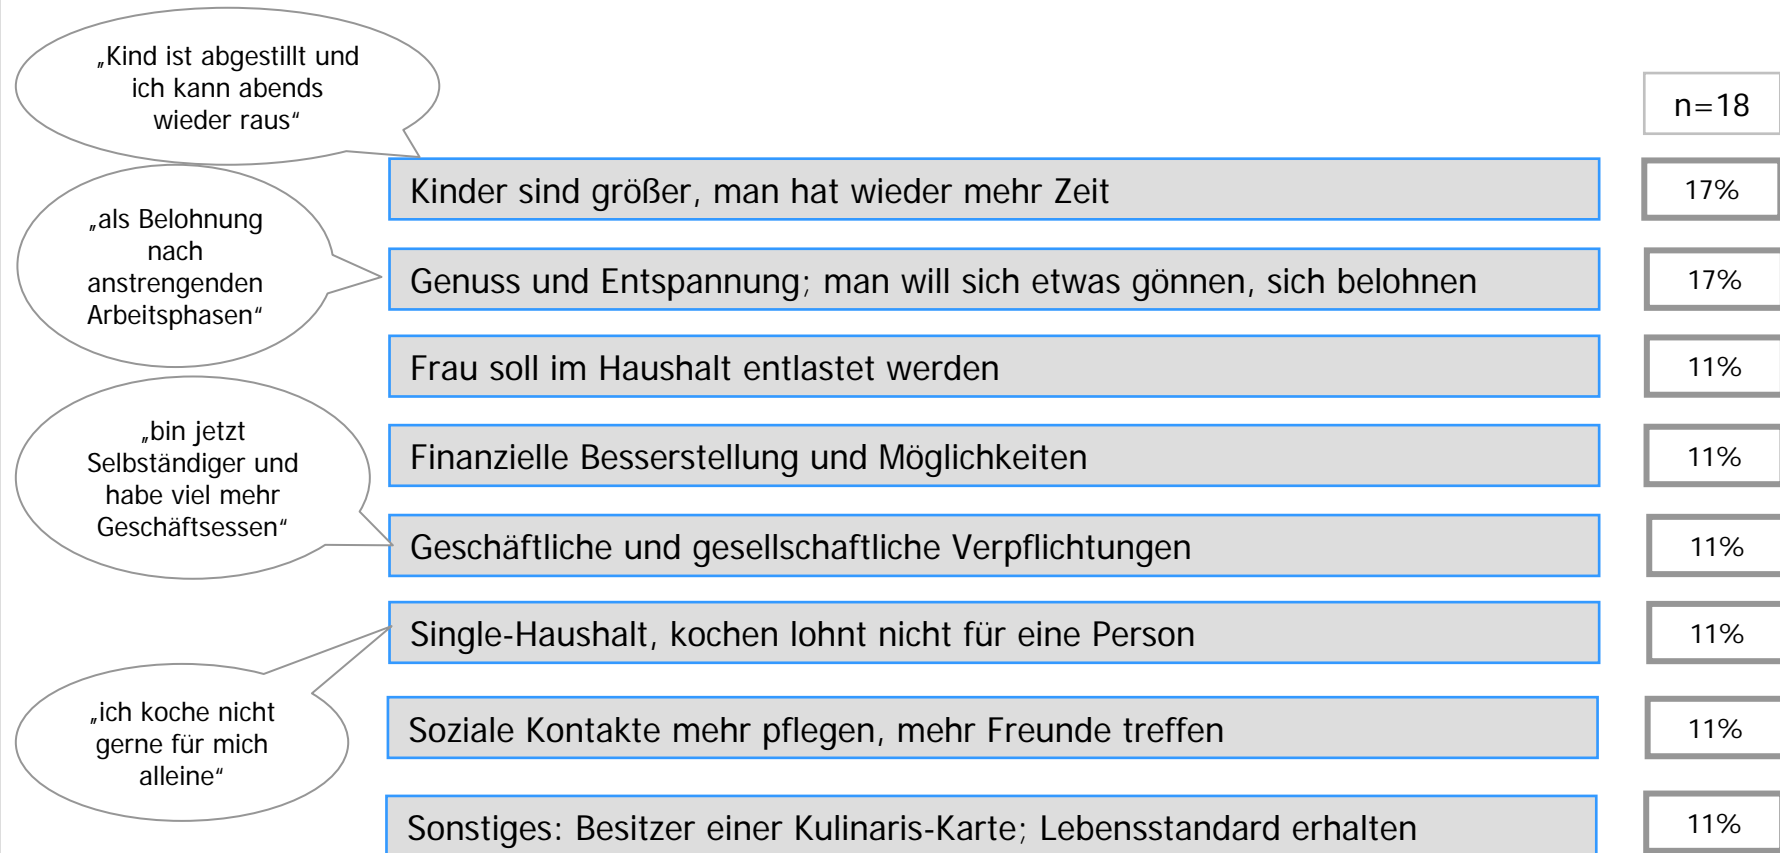 „Kind ist abgestillt und
ich kann abends
wieder raus“
n=18
Kinder sind größer, man hat wieder mehr Zeit
17%
„als Belohnung
nach
anstrengenden
Arbeitsphasen“
Genuss und Entspannung; man will sich etwas gönnen, sich belohnen
17%
Frau soll im Haushalt entlastet werden
11%
„bin jetzt
Selbständiger und
habe viel mehr
Geschäftsessen“
Finanzielle Besserstellung und Möglichkeiten
11%
Geschäftliche und gesellschaftliche Verpflichtungen
11%
Single-Haushalt, kochen lohnt nicht für eine Person
11%
„ich koche nicht
gerne für mich
alleine“
Soziale Kontakte mehr pflegen, mehr Freunde treffen
11%
Sonstiges: Besitzer einer Kulinaris-Karte; Lebensstandard erhalten
11%